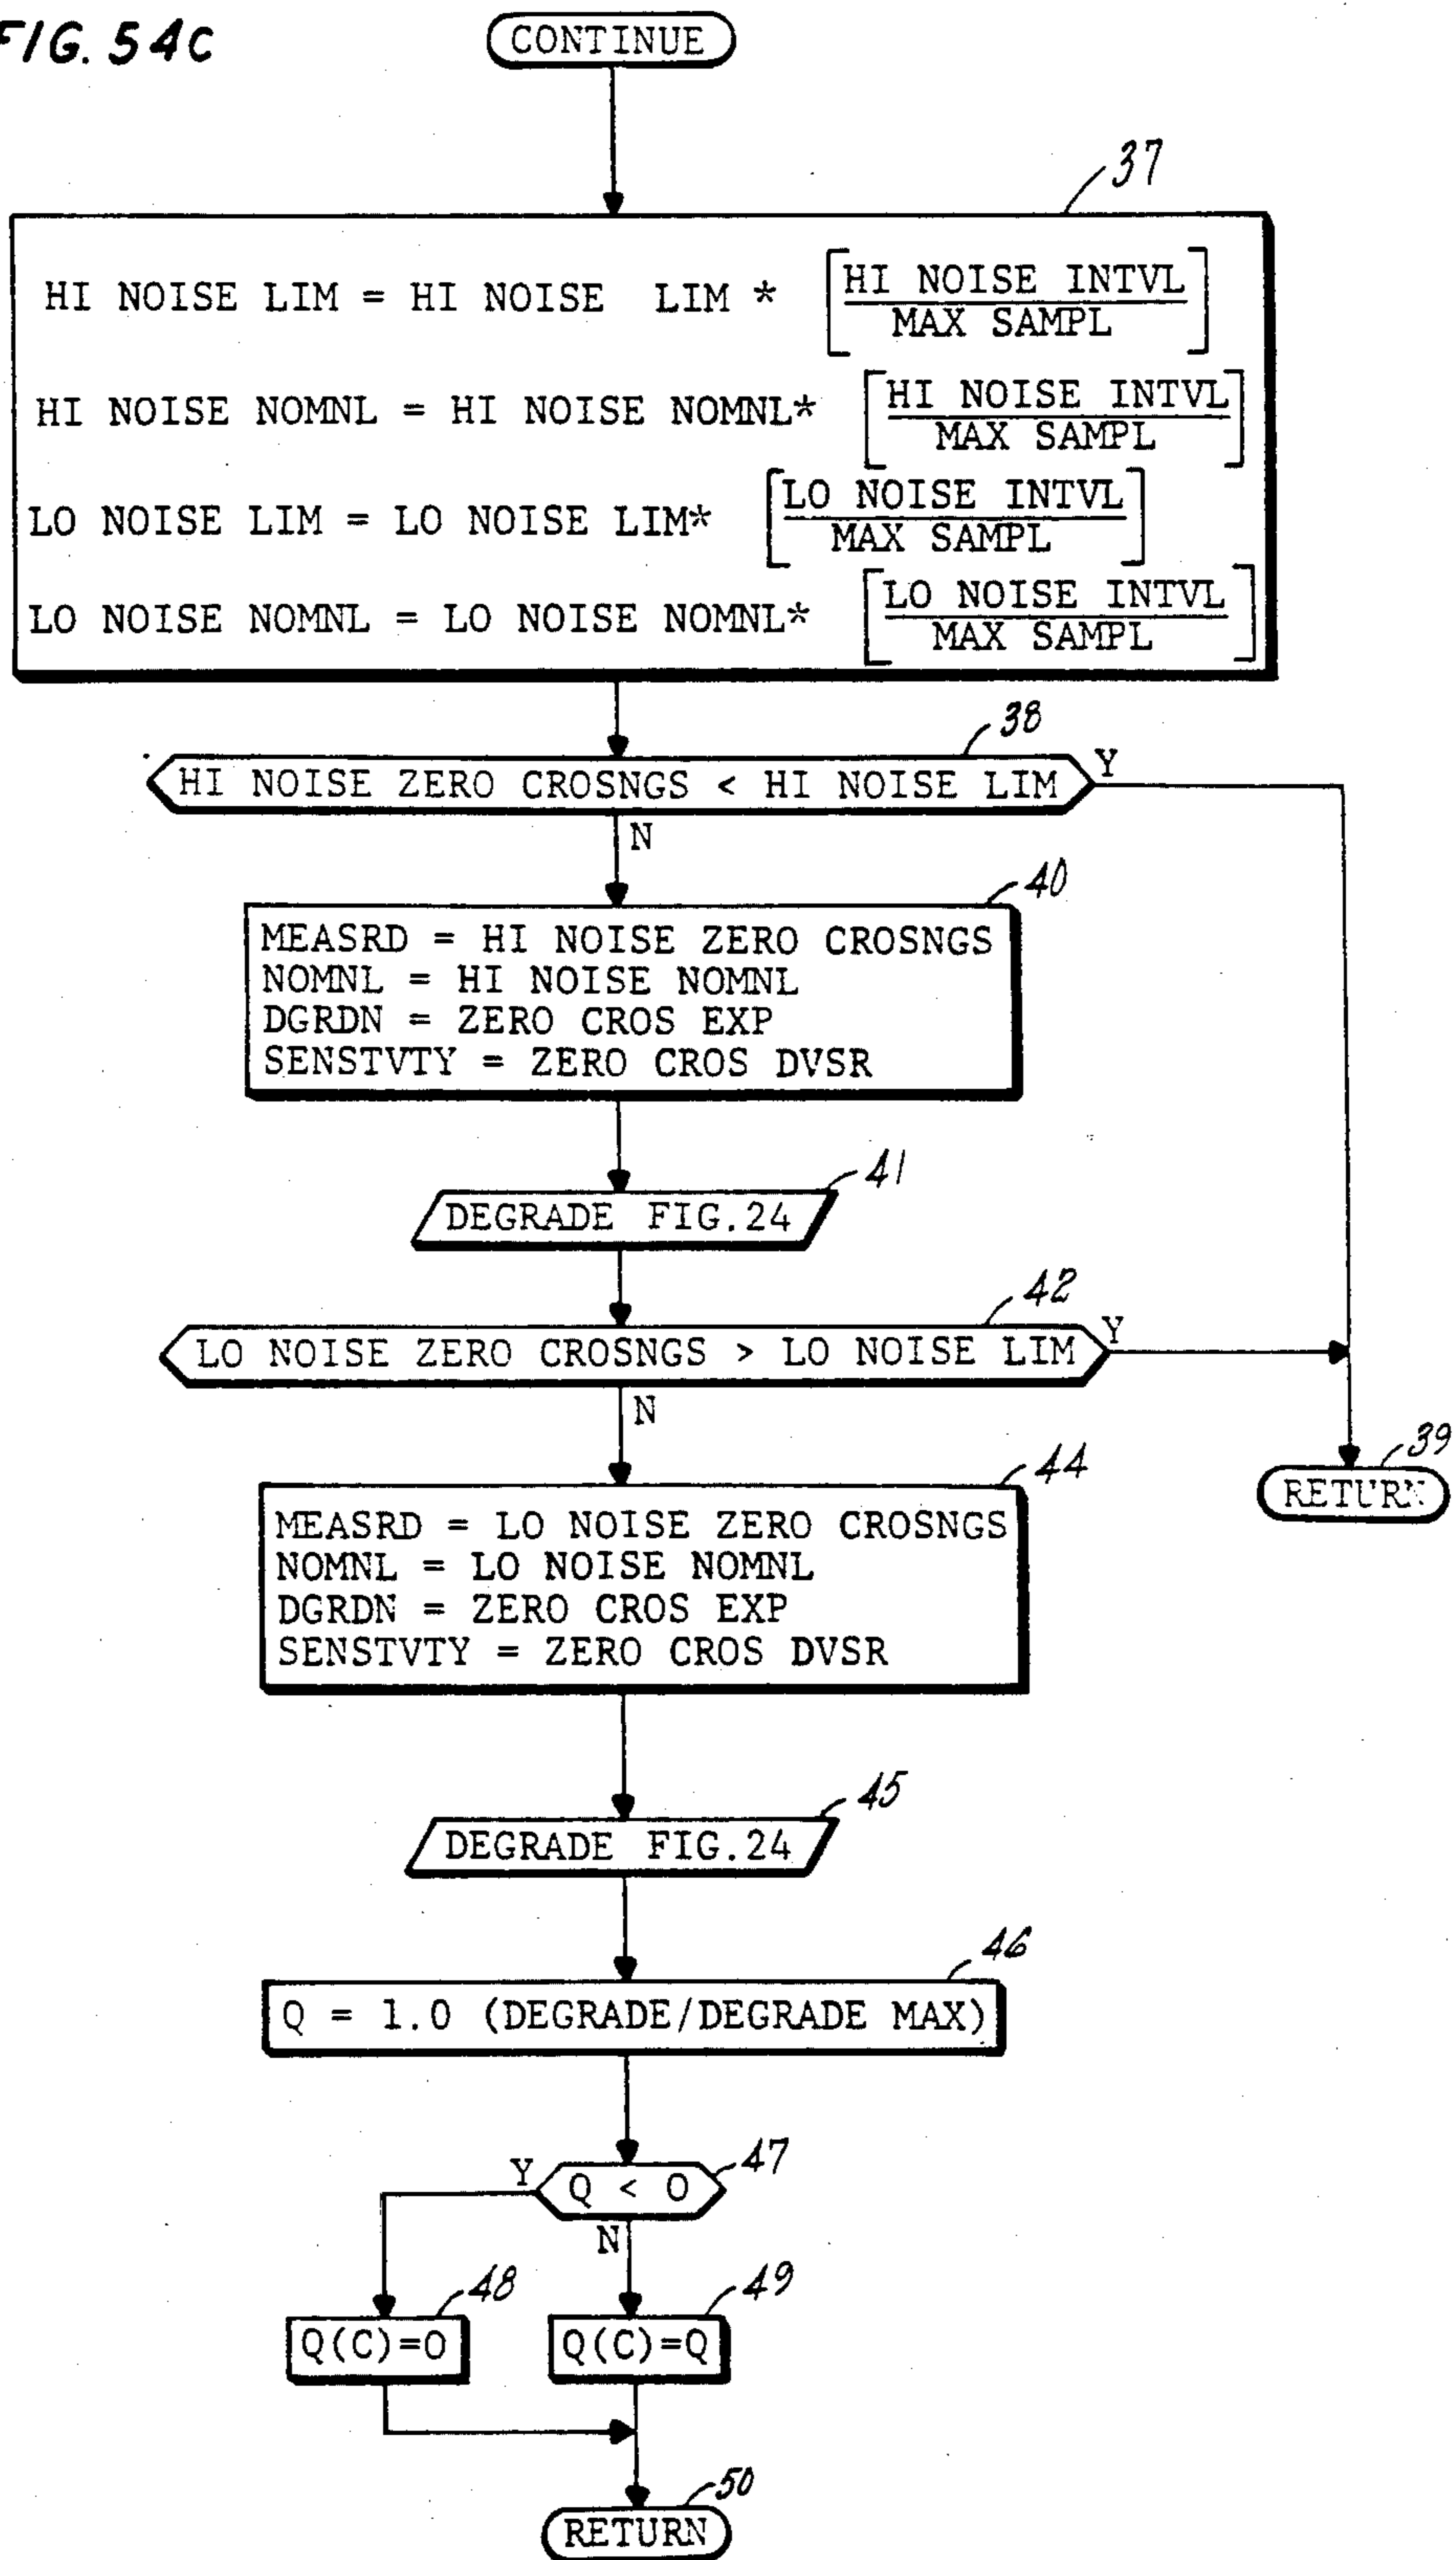 FIG. 54C
CONTINUE
37
HI NOISE LIM = HI NOISE LIM * [HI NOISE INTVL
MAX SAMPL]
HI NOISE NOMNL = HI NOISE NOMNL* [HI NOISE INTVL
MAX SAMPL]
LO NOISE LIM = LO NOISE LIM* [LO NOISE INTVL
MAX SAMPL]
LO NOISE NOMNL = LO NOISE NOMNL* [LO NOISE INTVL
MAX SAMPL]
38
HI NOISE ZERO CROSNGS < HI NOISE LIM
Y
N
40
MEASRD = HI NOISE ZERO CROSNGS
NOMNL = HI NOISE NOMNL
DGRDN = ZERO CROS EXP
SENSTVTY = ZERO CROS DVSR
41
DEGRADE FIG.24
42
LO NOISE ZERO CROSNGS > LO NOISE LIM
Y
N
39
RETURN
44
MEASRD = LO NOISE ZERO CROSNGS
NOMNL = LO NOISE NOMNL
DGRDN = ZERO CROS EXP
SENSTVTY = ZERO CROS DVSR
45
DEGRADE FIG.24
46
Q = 1.0 (DEGRADE/DEGRADE MAX)
47
Y
Q < 0
N
48
49
Q(C)=0
Q(C)=Q
50
RETURN